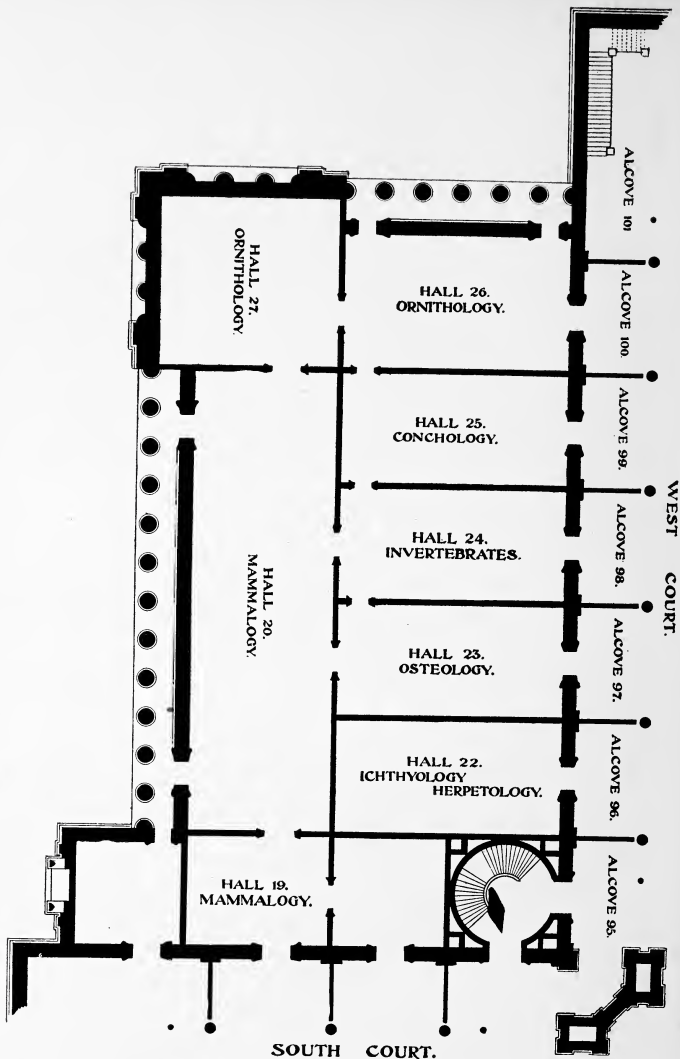 ALCOVE 101
ALCOVE 100.
ALCOVE 99.
ALCOVE 98.
ALCOVE 97.
ALCOVE 96.
ALCOVE 95.
WEST COURT.
HALL 27.
ORNITHOLOGY.
HALL 26.
ORNITHOLOGY.
HALL 25.
CONCHOLOGY.
HALL 24.
INVERTEBRATES.
HALL 20.
MAMMALOGY.
HALL 23.
OSTEOLOGY.
HALL 22.
ICHTHYOLOGY
HERPETOLOGY.
HALL 19.
MAMMALOGY.
SOUTH COURT.